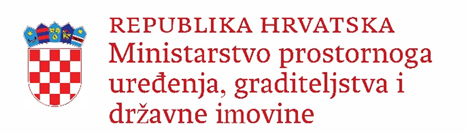 REPUBLIKA HRVATSKA
Ministarstvo prostornoga
uređenja, graditeljstva i
državne imovine